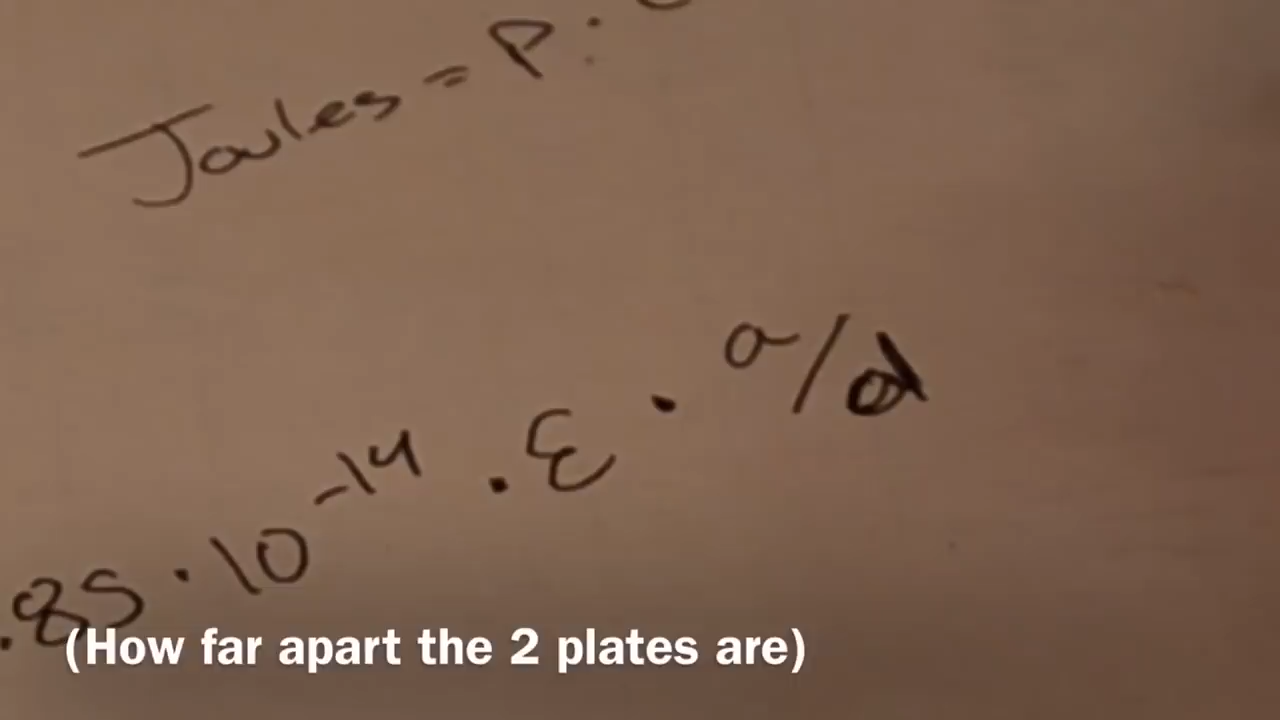 Joules = P :
.85 · 10^-14 · ε · a/d
(How far apart the 2 plates are)